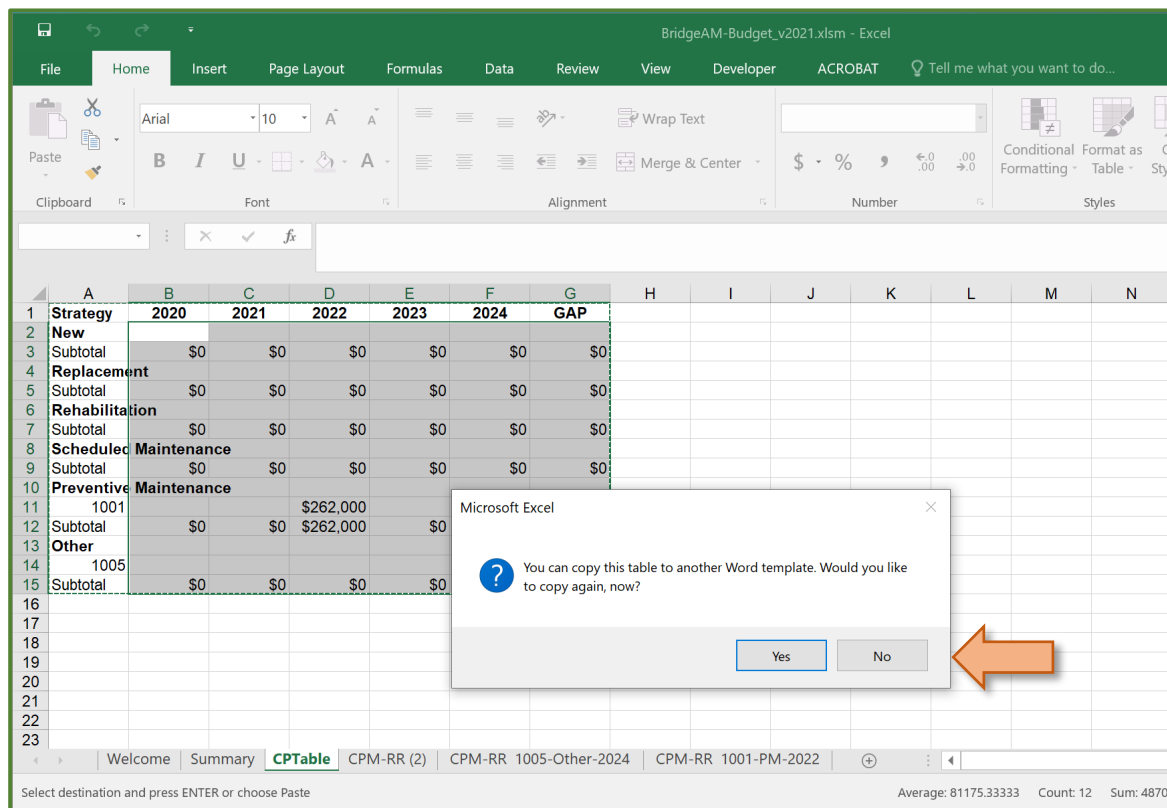 BridgeAM-Budget_v2021.xlsm - Excel
File Home Insert Page Layout Formulas Data Review View Developer ACROBAT Tell me what you want to do...
Arial 10 A A Wrap Text
Paste B I U A Merge & Center $ % , ←.0 .00 .00 →.0 Conditional Formatting Format as Table
Clipboard Font Alignment Number Styles
fx
A B C D E F G H I J K L M N
1 Strategy 2020 2021 2022 2023 2024 GAP
2 New
3 Subtotal $0 $0 $0 $0 $0 $0
4 Replacement
5 Subtotal $0 $0 $0 $0 $0 $0
6 Rehabilitation
7 Subtotal $0 $0 $0 $0 $0 $0
8 Scheduled Maintenance
9 Subtotal $0 $0 $0 $0 $0 $0
10 Preventive Maintenance
11 1001 $262,000
12 Subtotal $0 $0 $262,000 $0
13 Other
14 1005
15 Subtotal $0 $0 $0 $0
16
17
18
19
20
21
22
23
Microsoft Excel
You can copy this table to another Word template. Would you like
to copy again, now?
Yes No
Welcome Summary CPTable CPM-RR (2) CPM-RR 1005-Other-2024 CPM-RR 1001-PM-2022
Select destination and press ENTER or choose Paste Average: 81175.33333 Count: 12 Sum: 4870